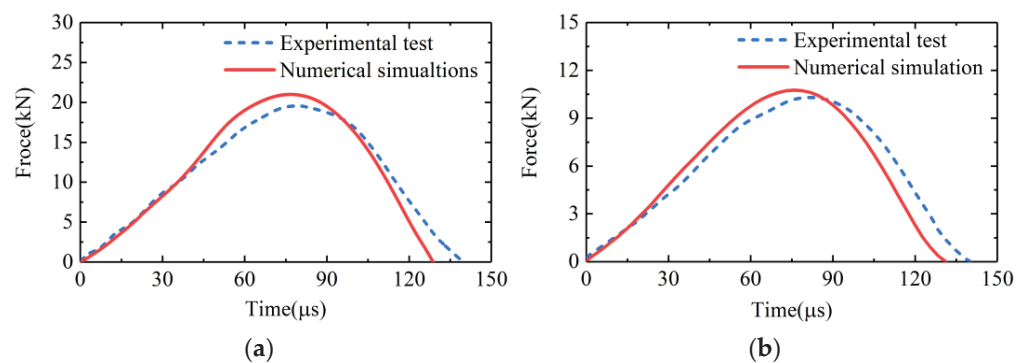 30
25
20
15
10
5
0
0 30 60 90 120 150
Froce(kN)
Time(μs)
Experimental test
Numerical simualtions
(a)
15
12
9
6
3
0
0 30 60 90 120 150
Force(kN)
Time(μs)
Experimental test
Numerical simulation
(b)